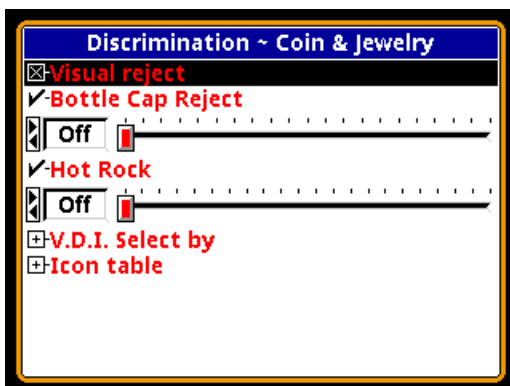 Discrimination ~ Coin & Jewelry
Visual reject
Bottle Cap Reject
Off
Hot Rock
Off
V.D.I. Select by
Icon table